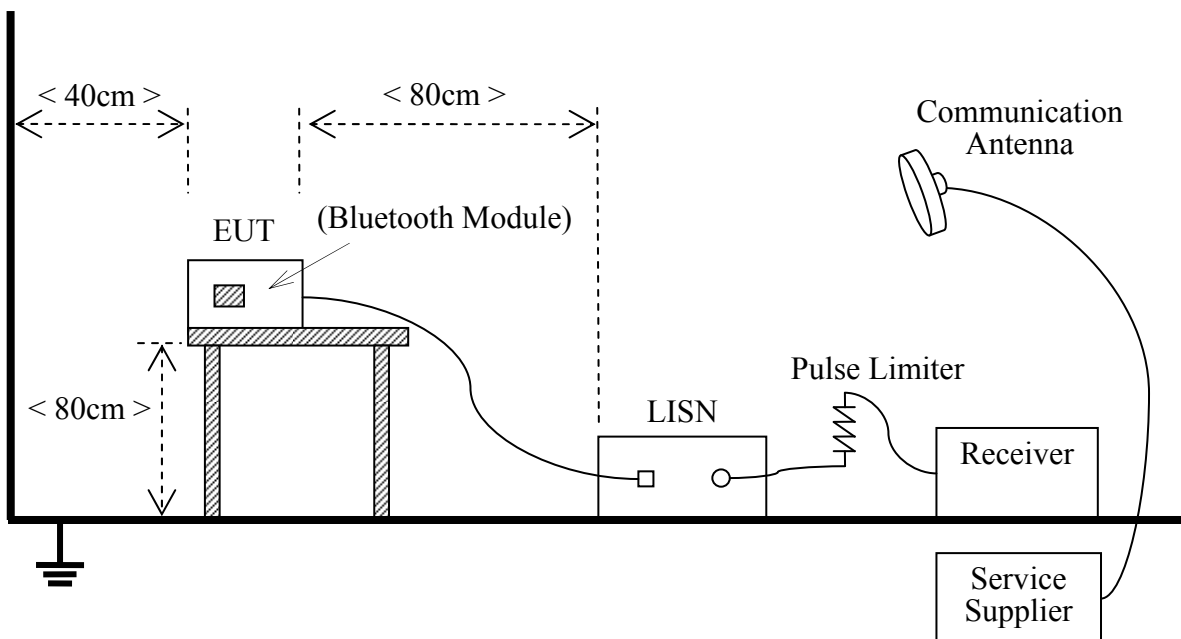 < 40cm >
< 80cm >
Communication
Antenna
(Bluetooth Module)
EUT
Pulse Limiter
< 80cm >
LISN
Receiver
Service
Supplier